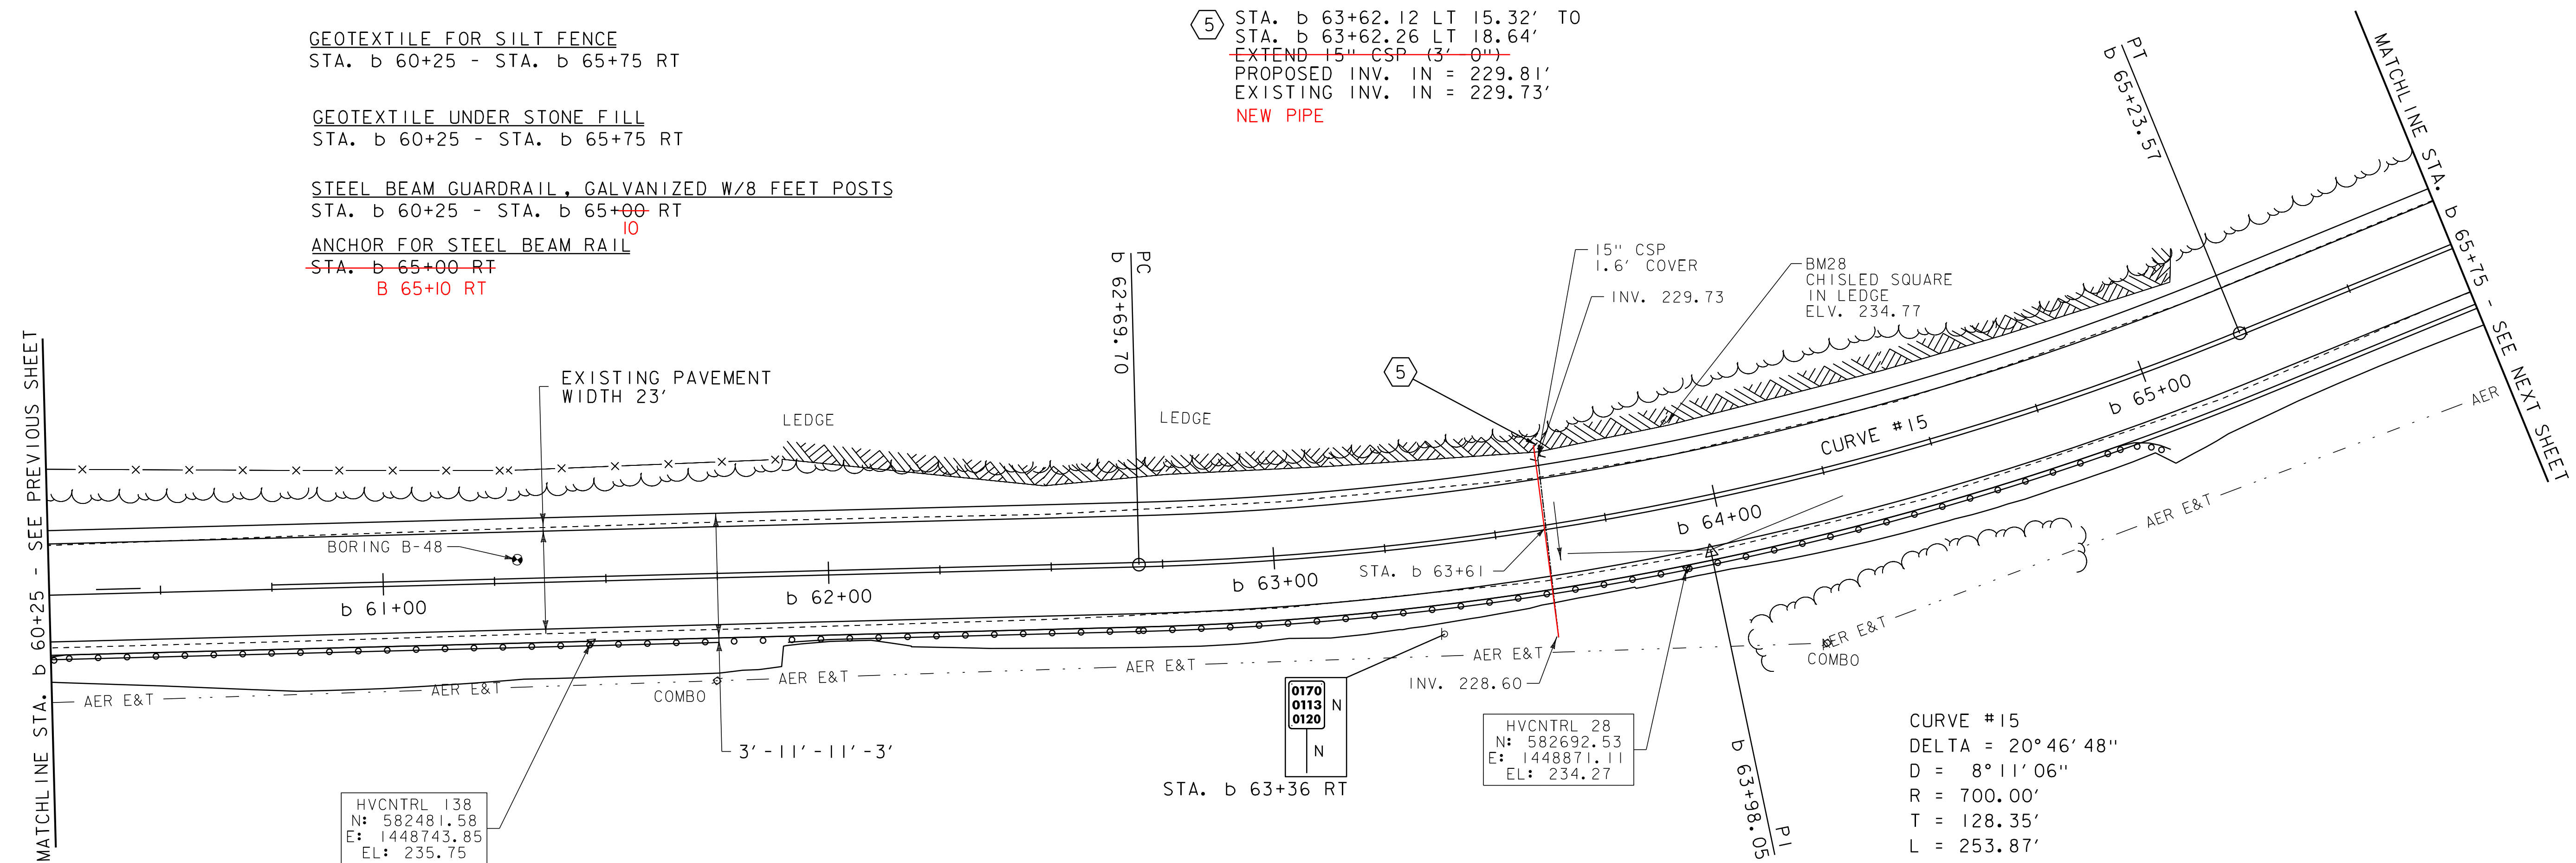 GEOTEXTILE FOR SILT FENCE
STA. b 60+25 - STA. b 65+75 RT
GEOTEXTILE UNDER STONE FILL
STA. b 60+25 - STA. b 65+75 RT
STEEL BEAM GUARDRAIL, GALVANIZED W/8 FEET POSTS
STA. b 60+25 - STA. b 65+00 RT
10
ANCHOR FOR STEEL BEAM RAIL
STA. b 65+00 RT
B 65+10 RT
5
STA. b 63+62.12 LT 15.32' TO
STA. b 63+62.26 LT 18.64'
EXTEND 15" CSP (3'-0")
PROPOSED INV. IN = 229.81'
EXISTING INV. IN = 229.73'
NEW PIPE
PT
b 65+23.57
MATCHLINE STA. b 65+75 - SEE NEXT SHEET
PC
b 62+69.70
15" CSP
1.6' COVER
INV. 229.73
BM28
CHISLED SQUARE
IN LEDGE
ELV. 234.77
MATCHLINE STA. b 60+25 - SEE PREVIOUS SHEET
EXISTING PAVEMENT
WIDTH 23'
LEDGE
LEDGE
5
CURVE #15
BORING B-48
b 61+00
b 62+00
b 63+00
STA. b 63+61
b 64+00
b 65+00
AER E&T
AER E&T
COMBO
AER E&T
AER E&T
AER E&T
AER E&T
COMBO
AER E&T
AER
INV. 228.60
3'-11'-11'-3'
0170
0113
0120
N
N
STA. b 63+36 RT
HVCNTRL 28
N: 582692.53
E: 1448871.11
EL: 234.27
PI
b 63+98.05
HVCNTRL 138
N: 582481.58
E: 1448743.85
EL: 235.75
CURVE #15
DELTA = 20°46'48"
D = 8°11'06"
R = 700.00'
T = 128.35'
L = 253.87'